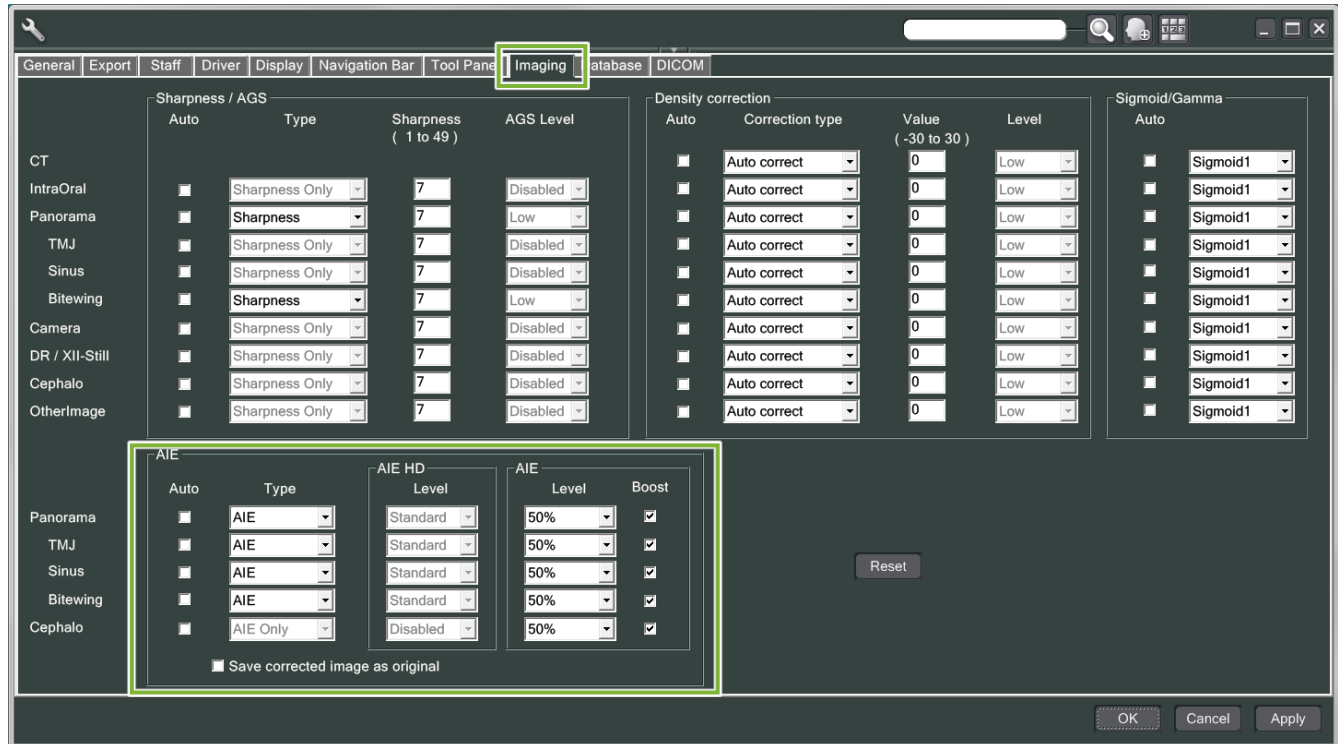 1 2 3
General Export Staff Driver Display Navigation Bar Tool Pane Imaging atabase DICOM
Sharpness / AGS Density correction Sigmoid/Gamma
Auto Type Sharpness AGS Level Auto Correction type Value Level Auto
( 1 to 49 ) ( -30 to 30 )
CT Auto correct 0 Low Sigmoid1
IntraOral Sharpness Only 7 Disabled Auto correct 0 Low Sigmoid1
Panorama Sharpness 7 Low Auto correct 0 Low Sigmoid1
TMJ Sharpness Only 7 Disabled Auto correct 0 Low Sigmoid1
Sinus Sharpness Only 7 Disabled Auto correct 0 Low Sigmoid1
Bitewing Sharpness 7 Low Auto correct 0 Low Sigmoid1
Camera Sharpness Only 7 Disabled Auto correct 0 Low Sigmoid1
DR / XII-Still Sharpness Only 7 Disabled Auto correct 0 Low Sigmoid1
Cephalo Sharpness Only 7 Disabled Auto correct 0 Low Sigmoid1
OtherImage Sharpness Only 7 Disabled Auto correct 0 Low Sigmoid1
AIE
AIE HD AIE
Auto Type Level Level Boost
Panorama AIE Standard 50%
TMJ AIE Standard 50%
Sinus AIE Standard 50% Reset
Bitewing AIE Standard 50%
Cephalo AIE Only Disabled 50%
Save corrected image as original
OK Cancel Apply